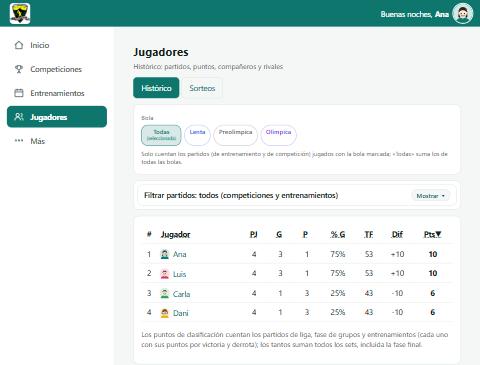 Buenas noches, Ana
Inicio
Competiciones
Entrenamientos
Jugadores
Más
Jugadores
Histórico: partidos, puntos, compañeros y rivales
Histórico Sorteos
Bola
Todas (seleccionado) Lenta Preolímpica Olímpica
Solo cuentan los partidos (de entrenamiento y de competición) jugados con la bola marcada; «Todas» suma los de
todas las bolas.
Filtrar partidos: todos (competiciones y entrenamientos) Mostrar ▾
# Jugador PJ G P % G TF Dif Pts▼
1 Ana 4 3 1 75% 53 +10 10
2 Luis 4 3 1 75% 53 +10 10
3 Carla 4 1 3 25% 43 -10 6
4 Dani 4 1 3 25% 43 -10 6
Los puntos de clasificación cuentan los partidos de liga, fase de grupos y entrenamientos (cada uno
con sus puntos por victoria y derrota); los tantos suman todos los sets, incluida la fase final.